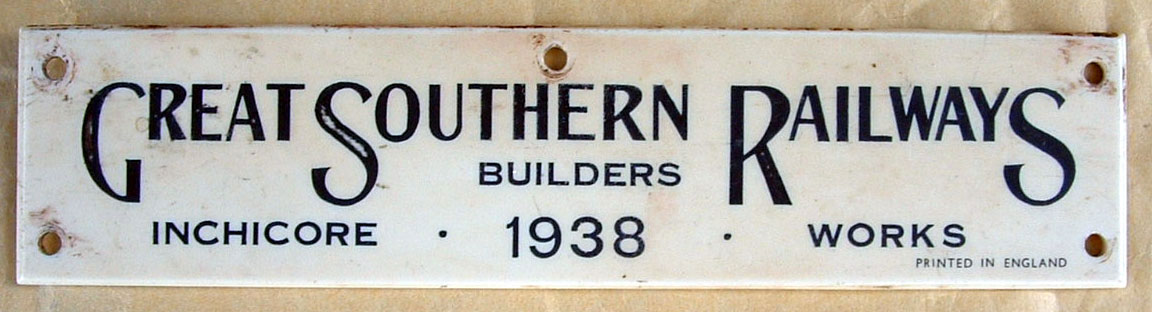 GREAT SOUTHERN RAILWAYS
BUILDERS
INCHICORE · 1938 · WORKS
PRINTED IN ENGLAND